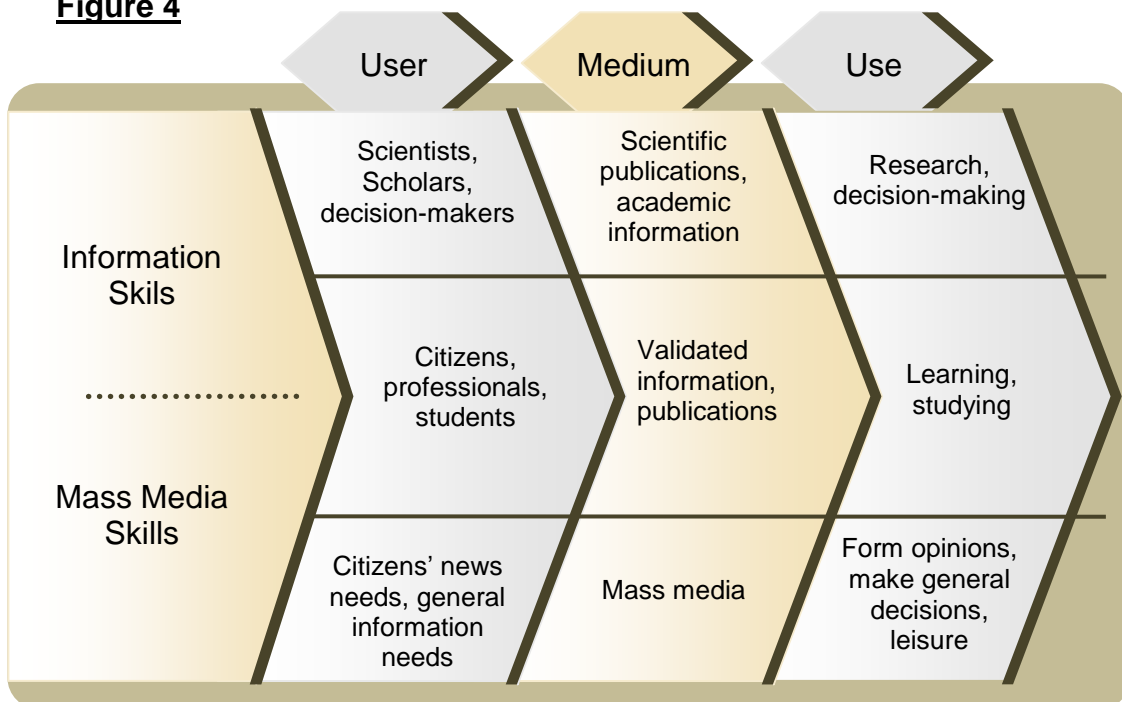 Figure 4
User
Medium
Use
Information
Skils
Mass Media
Skills
Scientists,
Scholars,
decision-makers
Scientific
publications,
academic
information
Research,
decision-making
Citizens,
professionals,
students
Validated
information,
publications
Learning,
studying
Citizens’ news
needs, general
information
needs
Mass media
Form opinions,
make general
decisions,
leisure